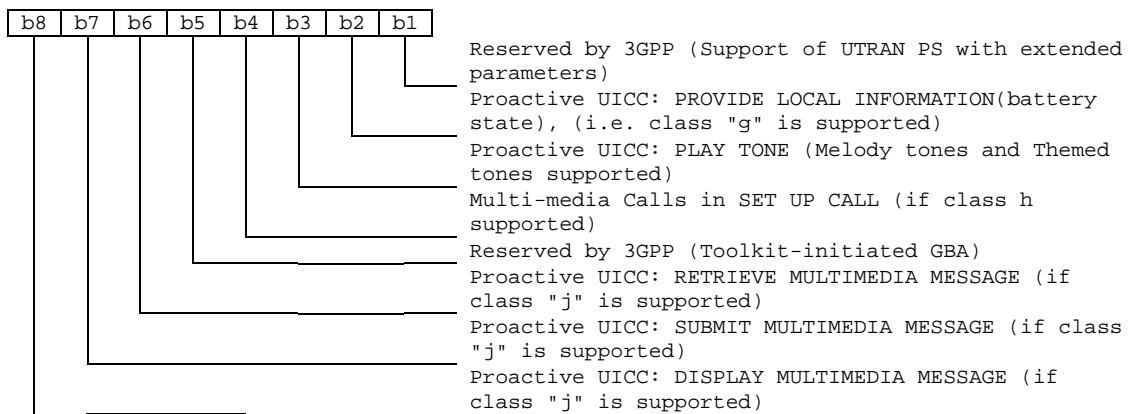 b8 b7 b6 b5 b4 b3 b2 b1
Reserved by 3GPP (Support of UTRAN PS with extended
parameters)
Proactive UICC: PROVIDE LOCAL INFORMATION(battery
state), (i.e. class "g" is supported)
Proactive UICC: PLAY TONE (Melody tones and Themed
tones supported)
Multi-media Calls in SET UP CALL (if class h
supported)
Reserved by 3GPP (Toolkit-initiated GBA)
Proactive UICC: RETRIEVE MULTIMEDIA MESSAGE (if
class "j" is supported)
Proactive UICC: SUBMIT MULTIMEDIA MESSAGE (if class
"j" is supported)
Proactive UICC: DISPLAY MULTIMEDIA MESSAGE (if
class "j" is supported)